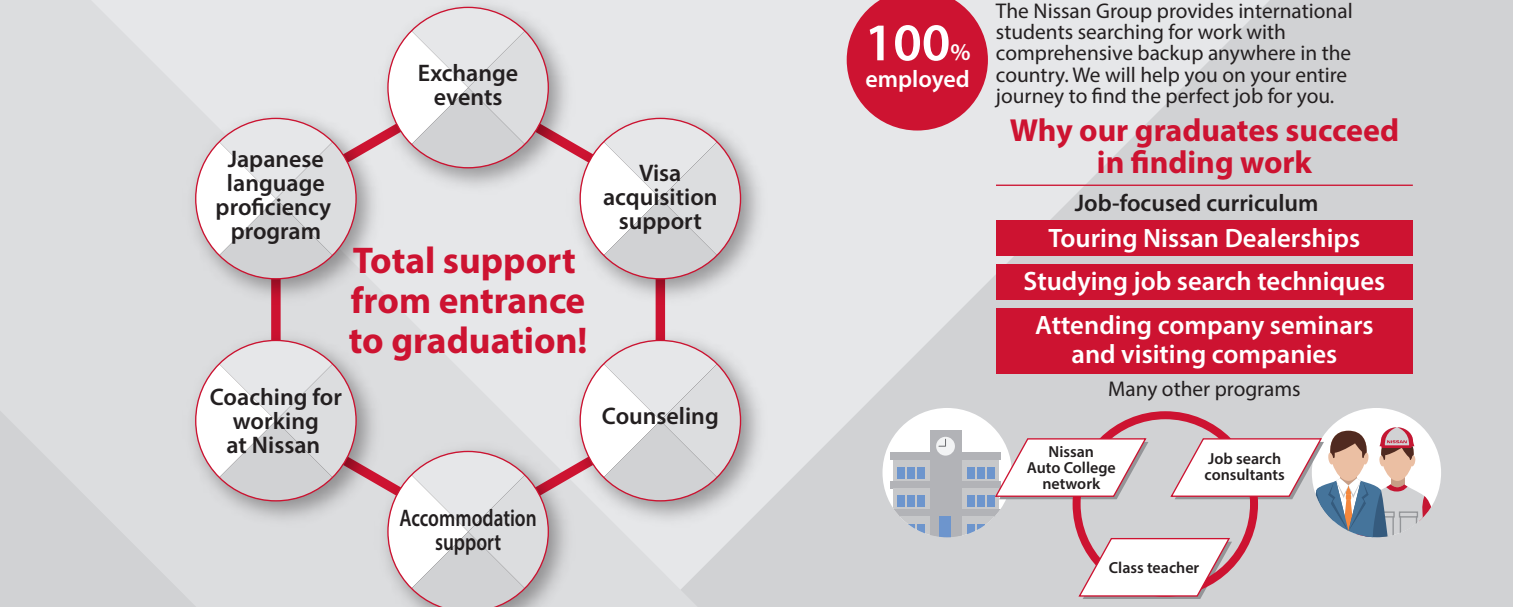 Exchange
events
Japanese
language
proficiency
program
Visa
acquisition
support
Total support
from entrance
to graduation!
Coaching for
working
at Nissan
Counseling
Accommodation
support
100%
employed
The Nissan Group provides international
students searching for work with
comprehensive backup anywhere in the
country. We will help you on your entire
journey to find the perfect job for you.
Why our graduates succeed
in finding work
Job-focused curriculum
Touring Nissan Dealerships
Studying job search techniques
Attending company seminars
and visiting companies
Many other programs
Nissan
Auto College
network
Job search
consultants
NISSAN
Class teacher